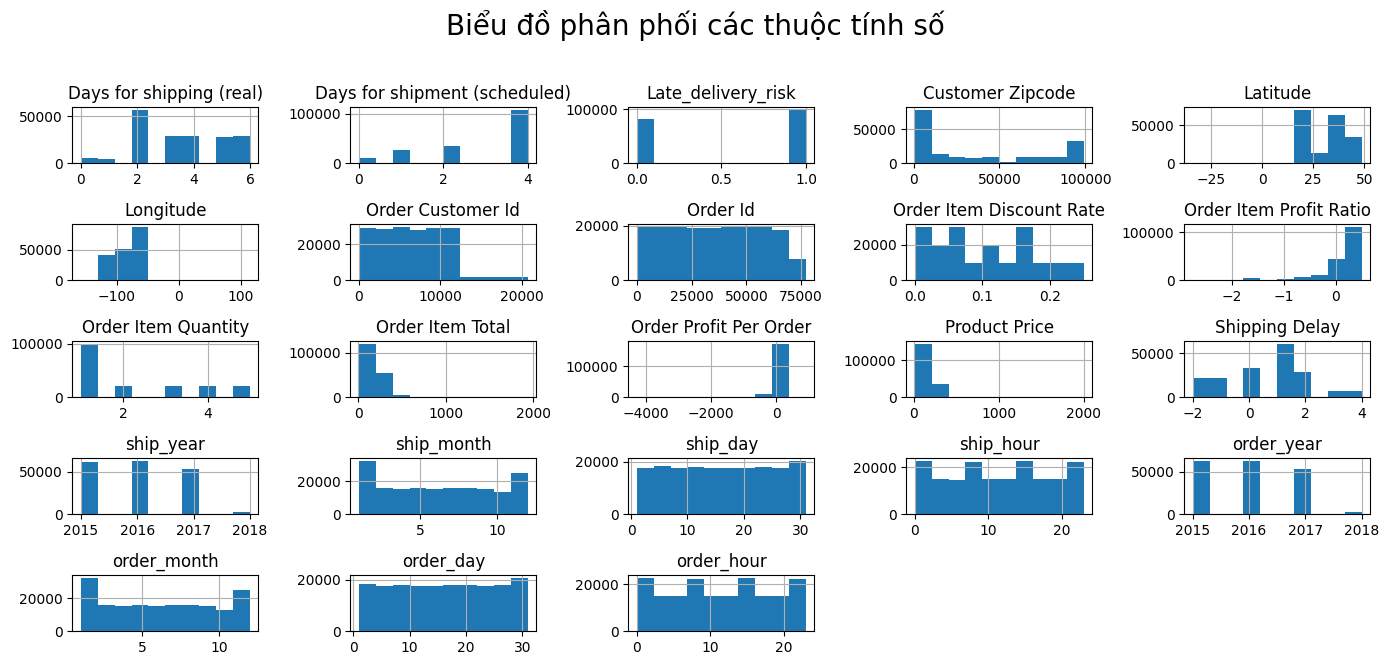 Biểu đồ phân phối các thuộc tính số
Days for shipping (real) Days for shipment (scheduled) Late_delivery_risk Customer Zipcode Latitude
50000 100000 100000 50000 50000
0 0 0 0 0
0 2 4 6 0 2 4 0.0 0.5 1.0 0 50000 100000 −25 0 25 50
Longitude Order Customer Id Order Id Order Item Discount Rate Order Item Profit Ratio
50000 20000 20000 20000 100000
0 0 0 0 0
−100 0 100 0 10000 20000 0 25000 50000 75000 0.0 0.1 0.2 −2 −1 0
Order Item Quantity Order Item Total Order Profit Per Order Product Price Shipping Delay
100000 100000 100000 100000 50000
0 0 0 0 0
2 4 0 1000 2000 −4000 −2000 0 0 1000 2000 −2 0 2 4
ship_year ship_month ship_day ship_hour order_year
50000 20000 20000 20000 50000
0 0 0 0 0
2015 2016 2017 2018 5 10 0 10 20 30 0 10 20 2015 2016 2017 2018
order_month order_day order_hour
20000 20000 20000
0 0 0
5 10 0 10 20 30 0 10 20